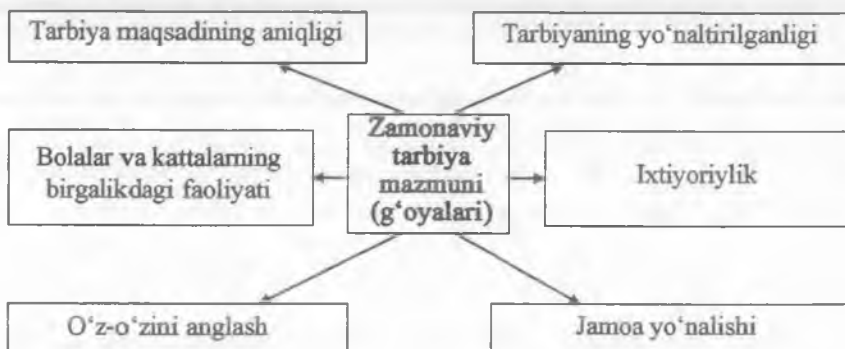 Tarbiya maqsadining aniqligi
Tarbiyaning yo‘naltirilganligi
Bolalar va kattalarning
birgalikdagi faoliyati
Zamonaviy
tarbiya
mazmuni
(g‘oyalari)
Ixtiyoriylik
O‘z-o‘zini anglash
Jamoa yo‘nalishi